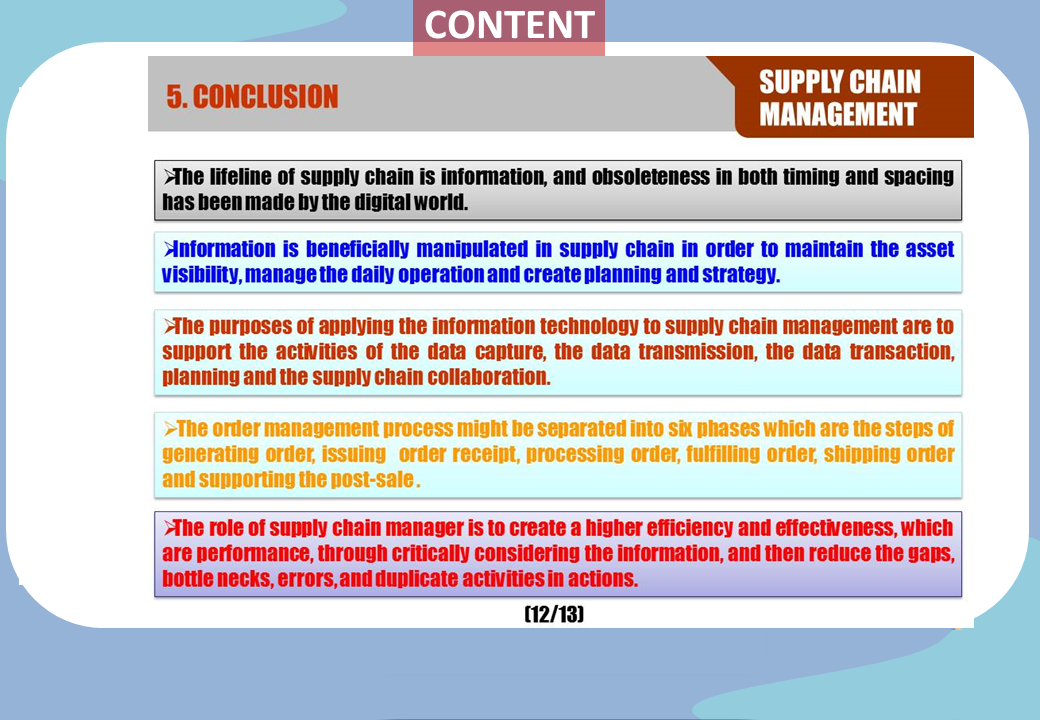 CONTENT
5. CONCLUSION
SUPPLY CHAIN
MANAGEMENT
➢The lifeline of supply chain is information, and obsoleteness in both timing and spacing
has been made by the digital world.
➢Information is beneficially manipulated in supply chain in order to maintain the asset
visibility, manage the daily operation and create planning and strategy.
➢The purposes of applying the information technology to supply chain management are to
support the activities of the data capture, the data transmission, the data transaction,
planning and the supply chain collaboration.
➢The order management process might be separated into six phases which are the steps of
generating order, issuing order receipt, processing order, fulfilling order, shipping order
and supporting the post-sale.
➢The role of supply chain manager is to create a higher efficiency and effectiveness, which
are performance, through critically considering the information, and then reduce the gaps,
bottle necks, errors, and duplicate activities in actions.
(12/13)